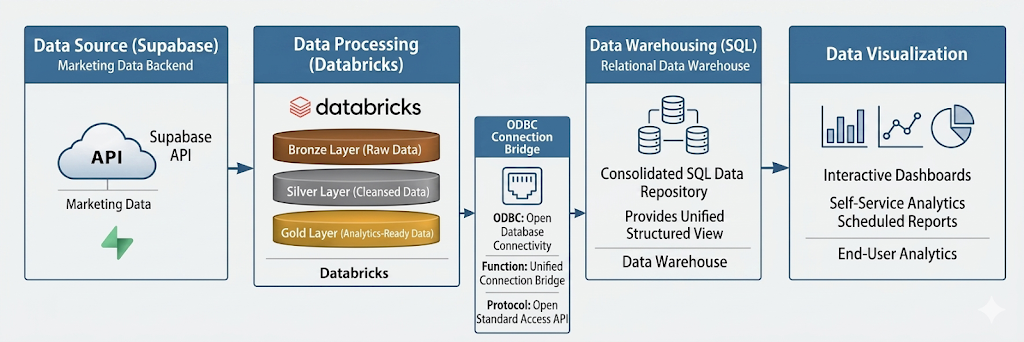 Data Source (Supabase)
Marketing Data Backend
API
Supabase
API
Marketing Data
Data Processing
(Databricks)
databricks
Bronze Layer (Raw Data)
Silver Layer (Cleansed Data)
Gold Layer (Analytics-Ready Data)
Databricks
ODBC
Connection
Bridge
ODBC: Open
Database
Connectivity
Function: Unified
Connection Bridge
Protocol: Open
Standard Access API
Data Warehousing (SQL)
Relational Data Warehouse
Consolidated SQL Data
Repository
Provides Unified
Structured View
Data Warehouse
Data Visualization
Interactive Dashboards
Self-Service Analytics
Scheduled Reports
End-User Analytics